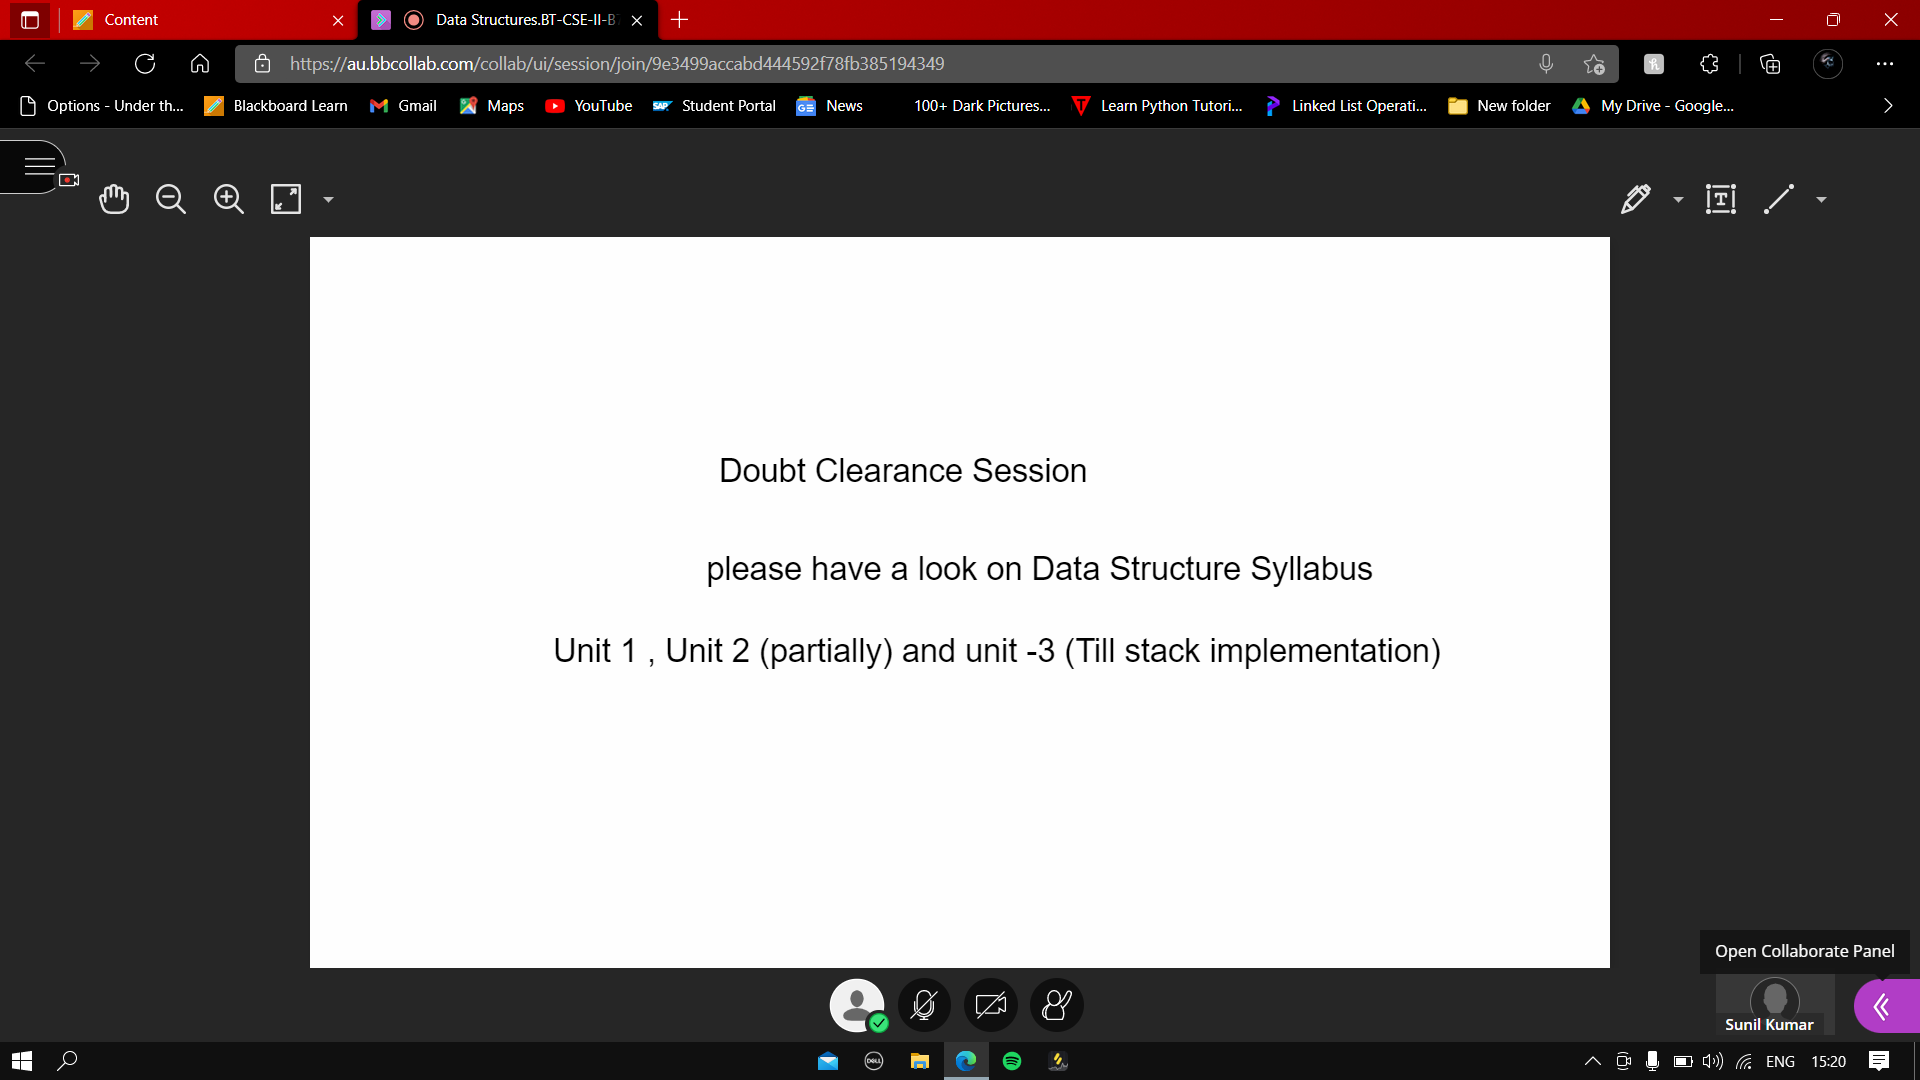 Content
Data Structures.BT-CSE-II-B
https://au.bbcollab.com/collab/ui/session/join/9e3499accabd444592f78fb385194349
Options - Under th...
Blackboard Learn
Gmail
Maps
YouTube
SAP
Student Portal
News
100+ Dark Pictures...
Learn Python Tutori...
Linked List Operati...
New folder
My Drive - Google...
Doubt Clearance Session
please have a look on Data Structure Syllabus
Unit 1 , Unit 2 (partially) and unit -3 (Till stack implementation)
Open Collaborate Panel
Sunil Kumar
DELL
ENG
15:20